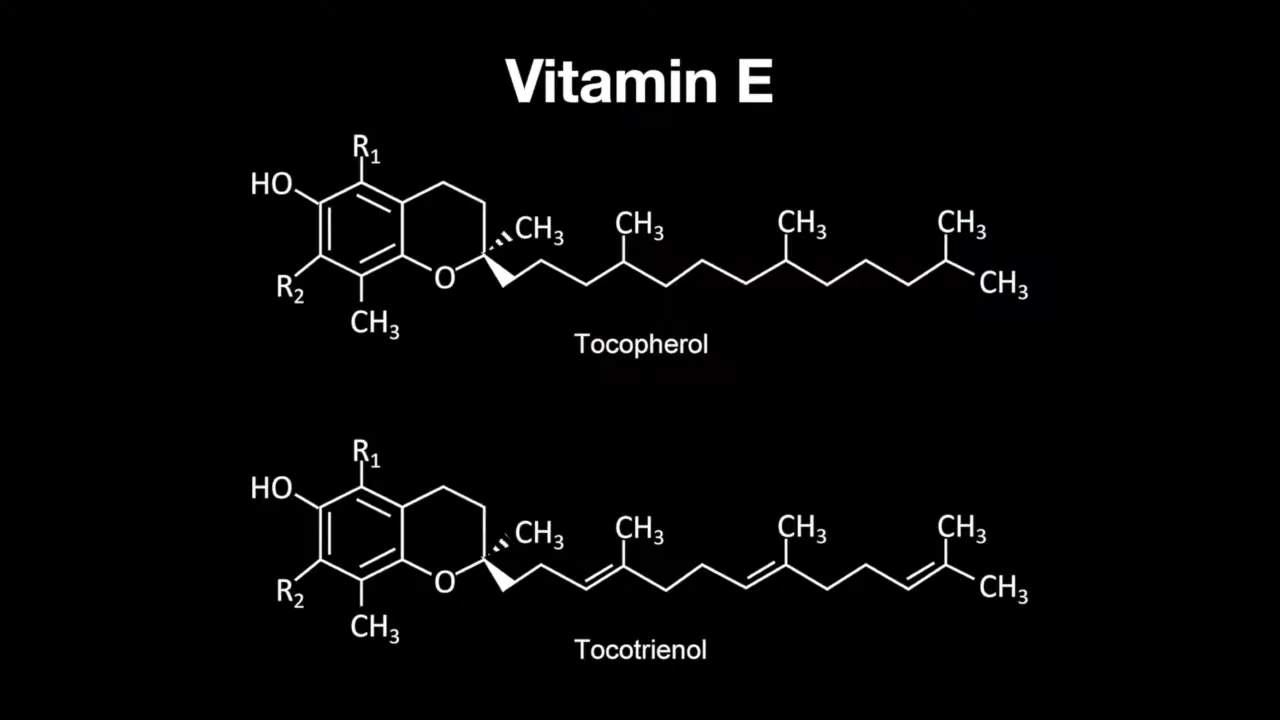 Vitamin E
R₁
HO
CH₃ CH₃ CH₃ CH₃
O
R₂ CH₃
CH₃
Tocopherol
R₁
HO
CH₃ CH₃ CH₃ CH₃
O
R₂ CH₃
CH₃
Tocotrienol